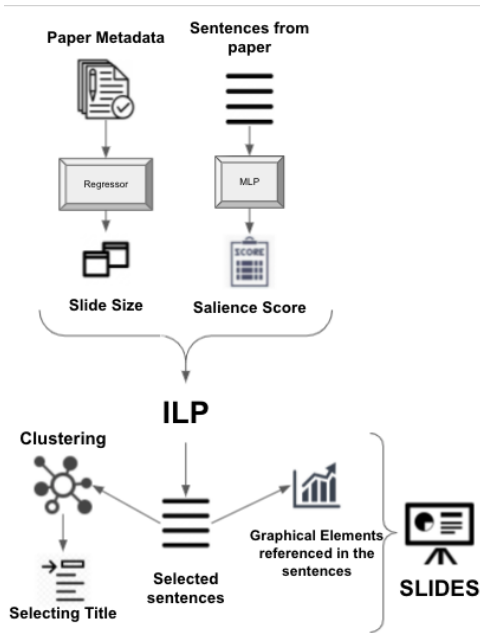 Paper Metadata
Sentences from
paper
Regressor
MLP
SCORE
Slide Size
Salience Score
ILP
Clustering
Graphical Elements
referenced in the
sentences
Selected
sentences
Selecting Title
SLIDES